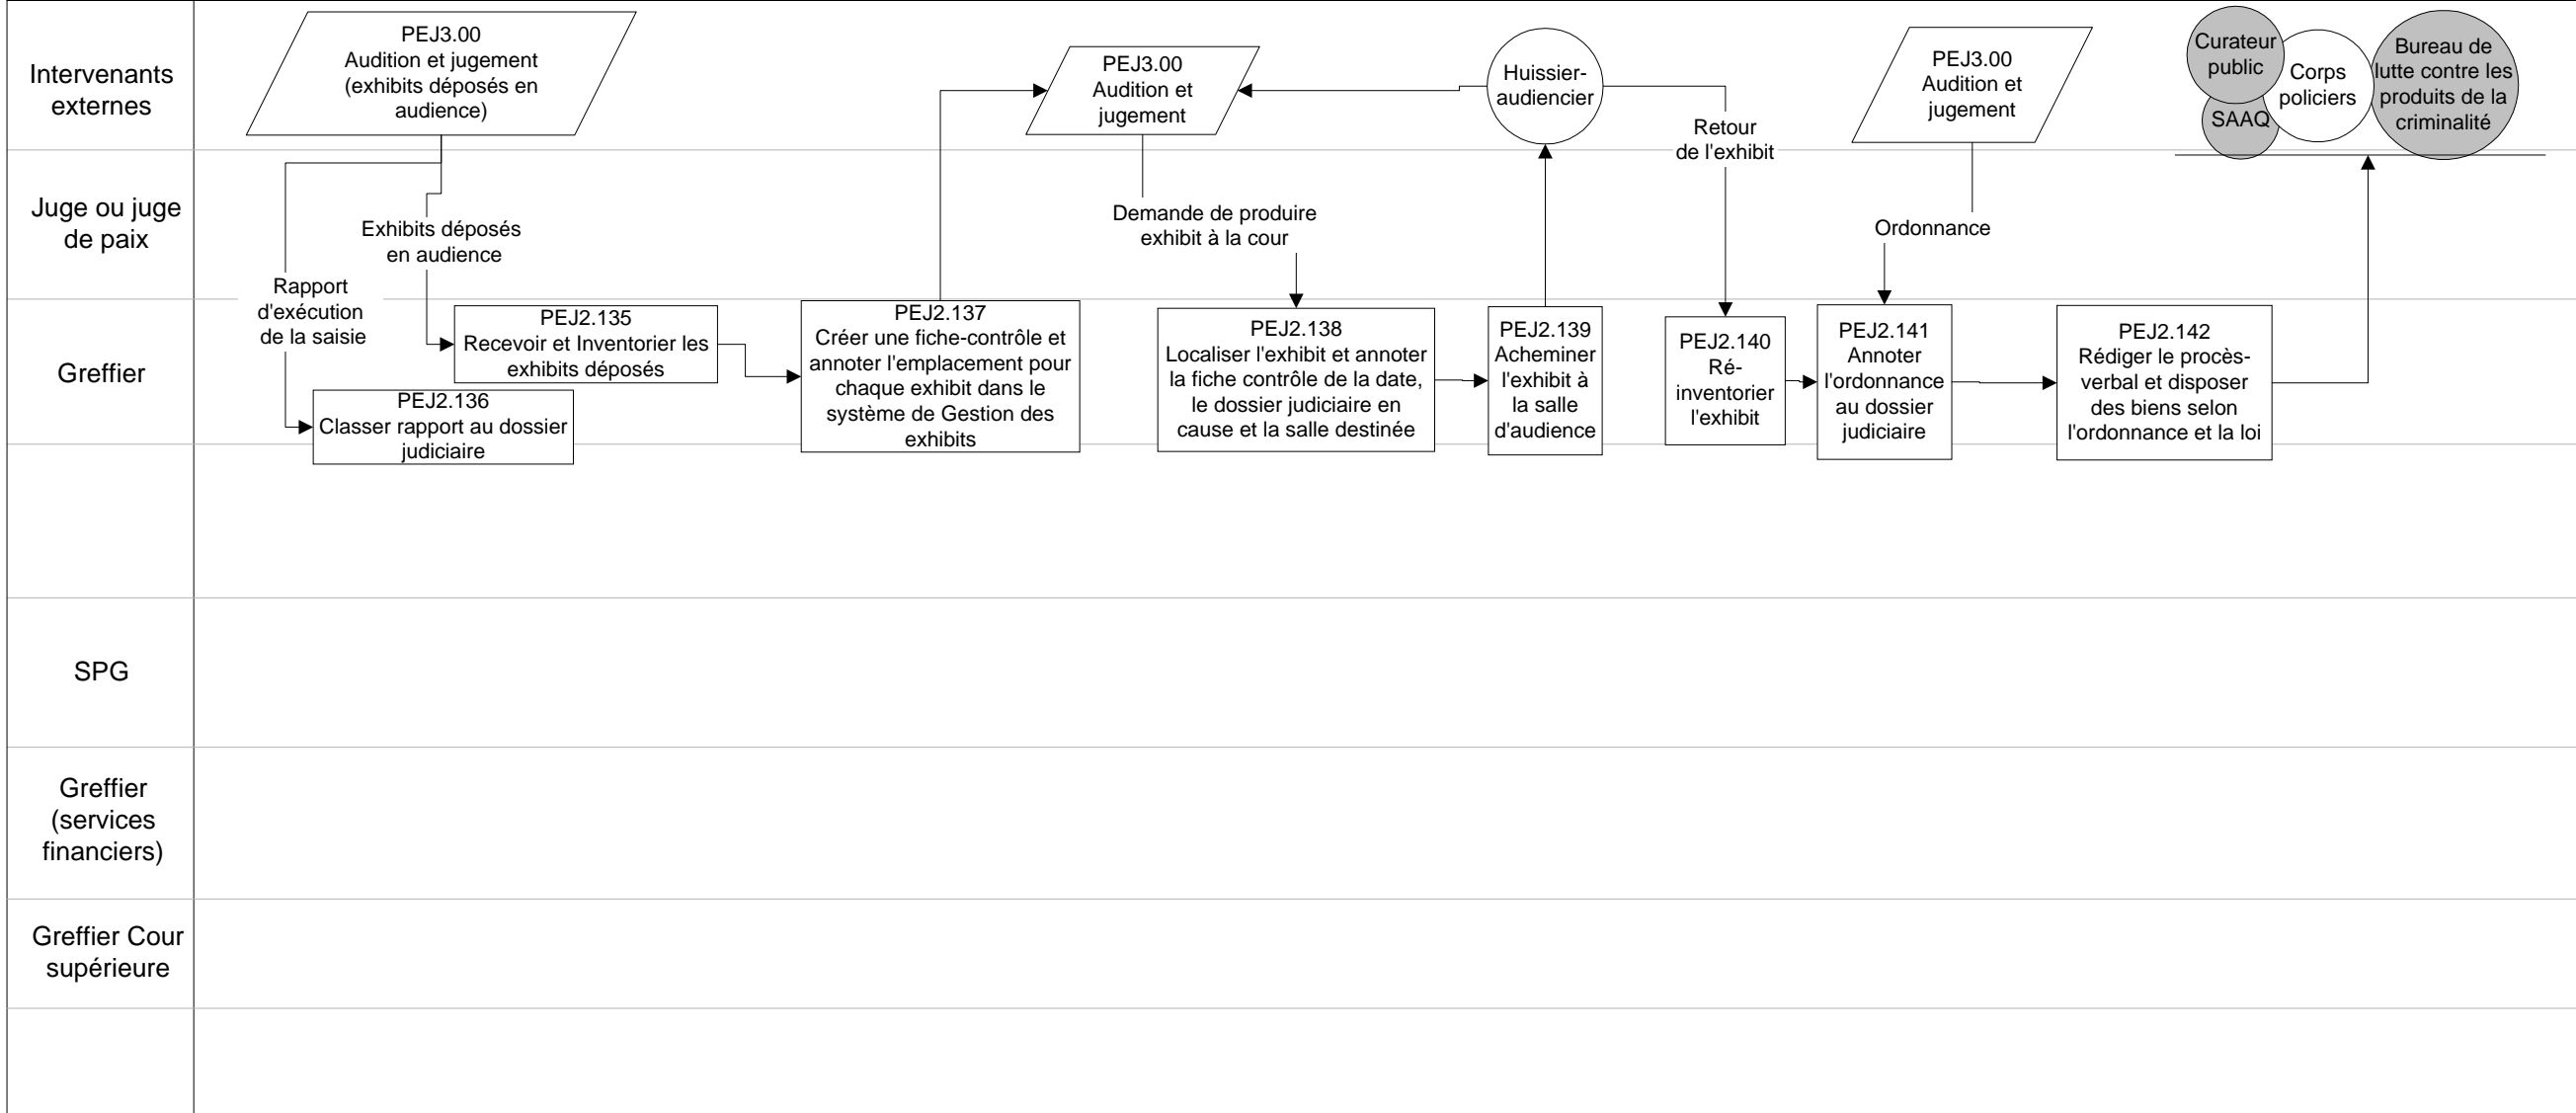 Intervenants
externes
PEJ3.00
Audition et jugement
(exhibits déposés en
audience)
PEJ3.00
Audition et
jugement
Huissier-
audiencier
PEJ3.00
Audition et
jugement
Curateur
public
SAAQ
Corps
policiers
Bureau de
lutte contre les
produits de la
criminalité
Retour
de l'exhibit
Juge ou juge
de paix
Exhibits déposés
en audience
Demande de produire
exhibit à la cour
Ordonnance
Rapport
d'exécution
de la saisie
Greffier
PEJ2.135
Recevoir et Inventorier les
exhibits déposés
PEJ2.136
Classer rapport au dossier
judiciaire
PEJ2.137
Créer une fiche-contrôle et
annoter l'emplacement pour
chaque exhibit dans le
système de Gestion des
exhibits
PEJ2.138
Localiser l'exhibit et annoter
la fiche contrôle de la date,
le dossier judiciaire en
cause et la salle destinée
PEJ2.139
Acheminer
l'exhibit à
la salle
d'audience
PEJ2.140
Ré-
inventorier
l'exhibit
PEJ2.141
Annoter
l'ordonnance
au dossier
judiciaire
PEJ2.142
Rédiger le procès-
verbal et disposer
des biens selon
l'ordonnance et la loi
SPG
Greffier
(services
financiers)
Greffier Cour
supérieure